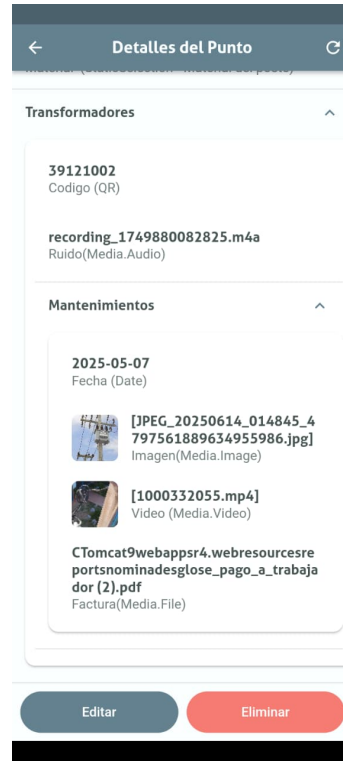 Detalles del Punto
Transformadores
39121002
Codigo (QR)
recording_1749880082825.m4a
Ruido(Media.Audio)
Mantenimientos
2025-05-07
Fecha (Date)
[JPEG_20250614_014845_4
797561889634955986.jpg]
Imagen(Media.Image)
[1000332055.mp4]
Video (Media.Video)
CTomcat9webappsr4.webresourcesre
portsnominadesglose_pago_a_trabaja
dor (2).pdf
Factura(Media.File)
Editar
Eliminar